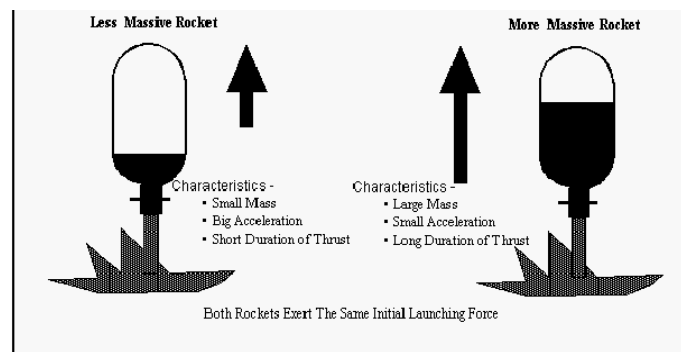 Less Massive Rocket
More Massive Rocket
Characteristics -
▪ Small Mass
▪ Big Acceleration
▪ Short Duration of Thrust
Characteristics -
▪ Large Mass
▪ Small Acceleration
▪ Long Duration of Thrust
Both Rockets Exert The Same Initial Launching Force